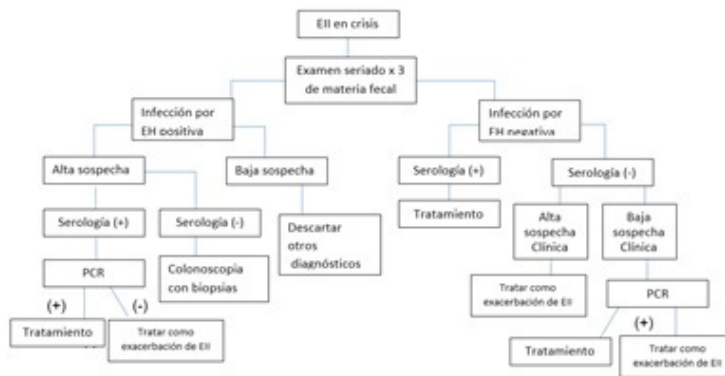 EII en crisis
Examen seriado x 3
de materia fecal
Infección por
EH positiva
Infección por
EH negativa
Alta sospecha
Baja sospecha
Serología (+)
Serología (-)
Serología (+)
Serología (-)
Descartar
otros
diagnósticos
Tratamiento
Alta
sospecha
Clínica
Baja
sospecha
Clínica
PCR
Colonoscopia
con biopsias
Tratar como
exacerbación de EII
PCR
(+)
(-)
Tratamiento
Tratar como
exacerbación de EII
(+)
Tratamiento
Tratar como
exacerbación de EII